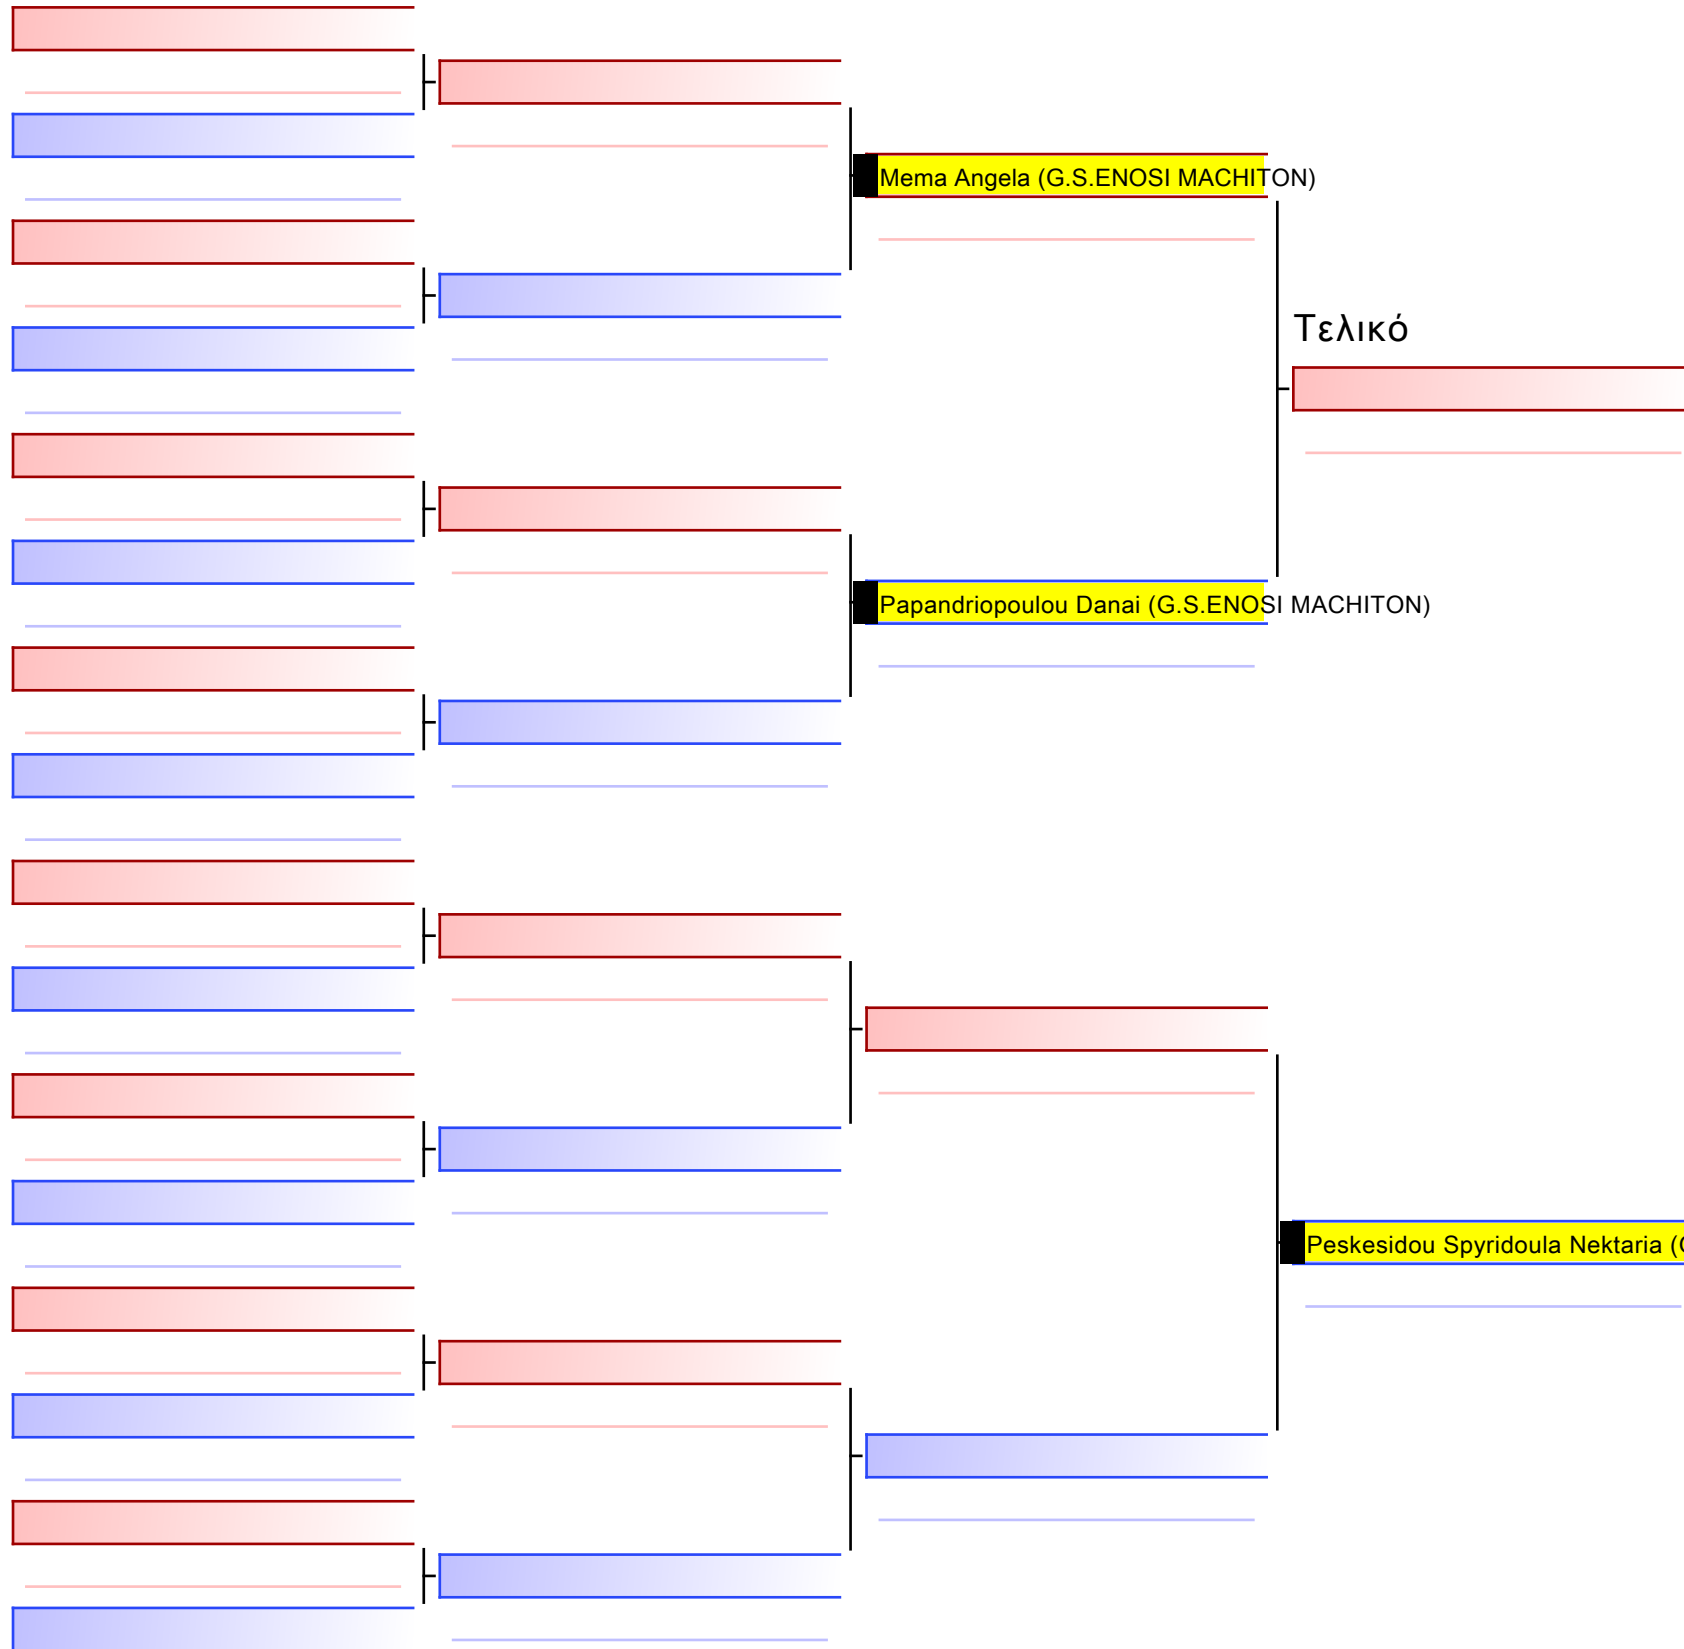 Mema Angela (G.S.ENOSI MACHITON)
Τελικό
Papandriopoulou Danai (G.S.ENOSI MACHITON)
Peskesidou Spyridoula Nektaria (